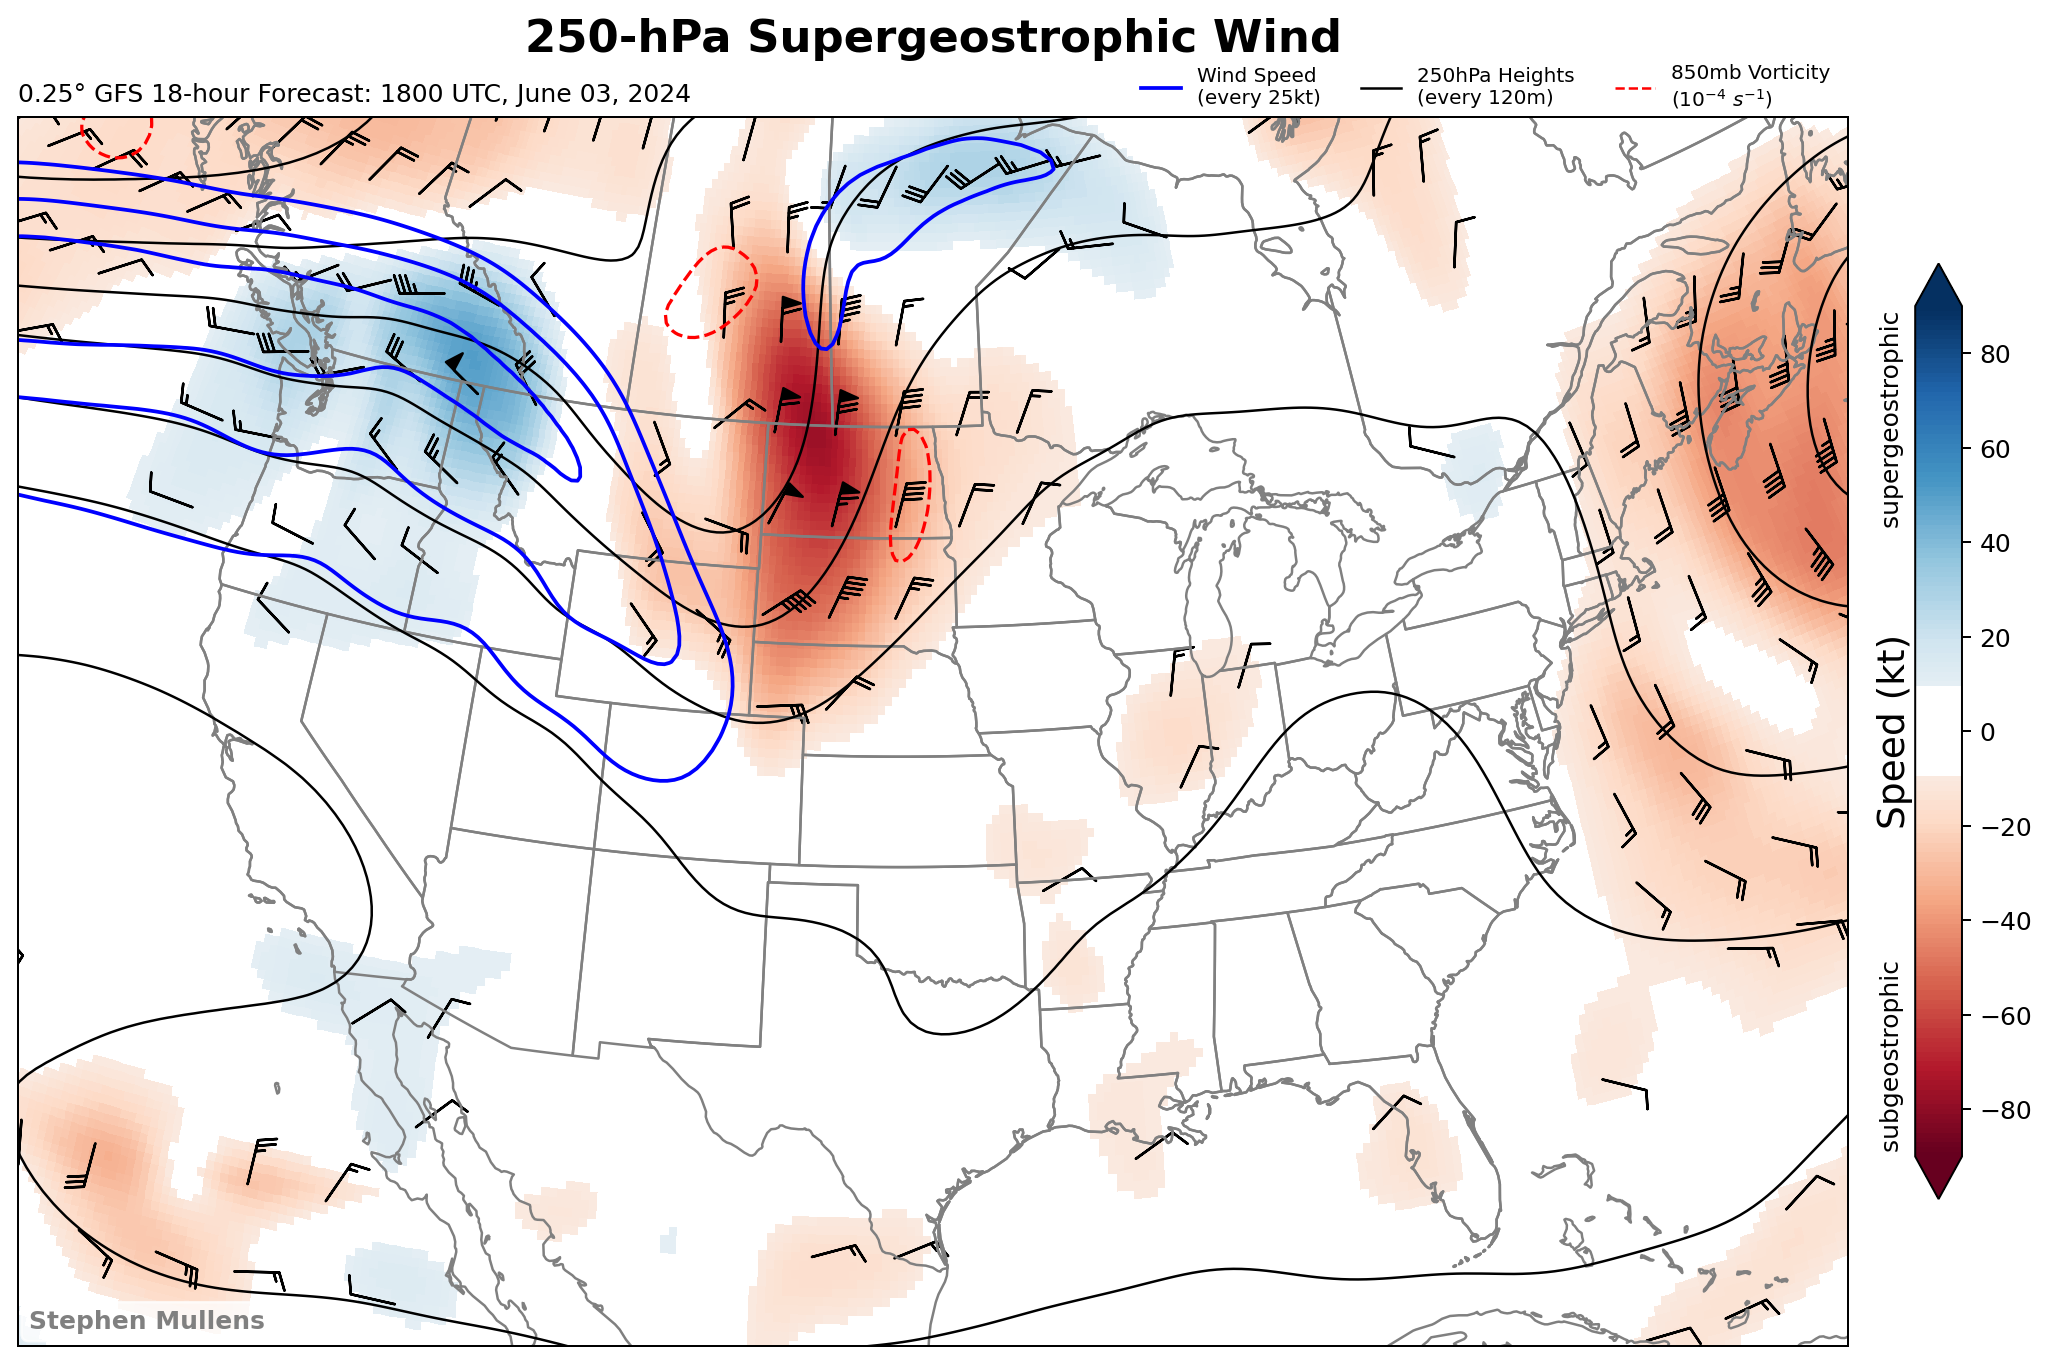 250-hPa Supergeostrophic Wind
0.25° GFS 18-hour Forecast: 1800 UTC, June 03, 2024
Wind Speed
(every 25kt)
250hPa Heights
(every 120m)
850mb Vorticity
(10⁻⁴ s⁻¹)
supergeostrophic
Speed (kt)
subgeostrophic
80
60
40
20
0
−20
−40
−60
−80
Stephen Mullens